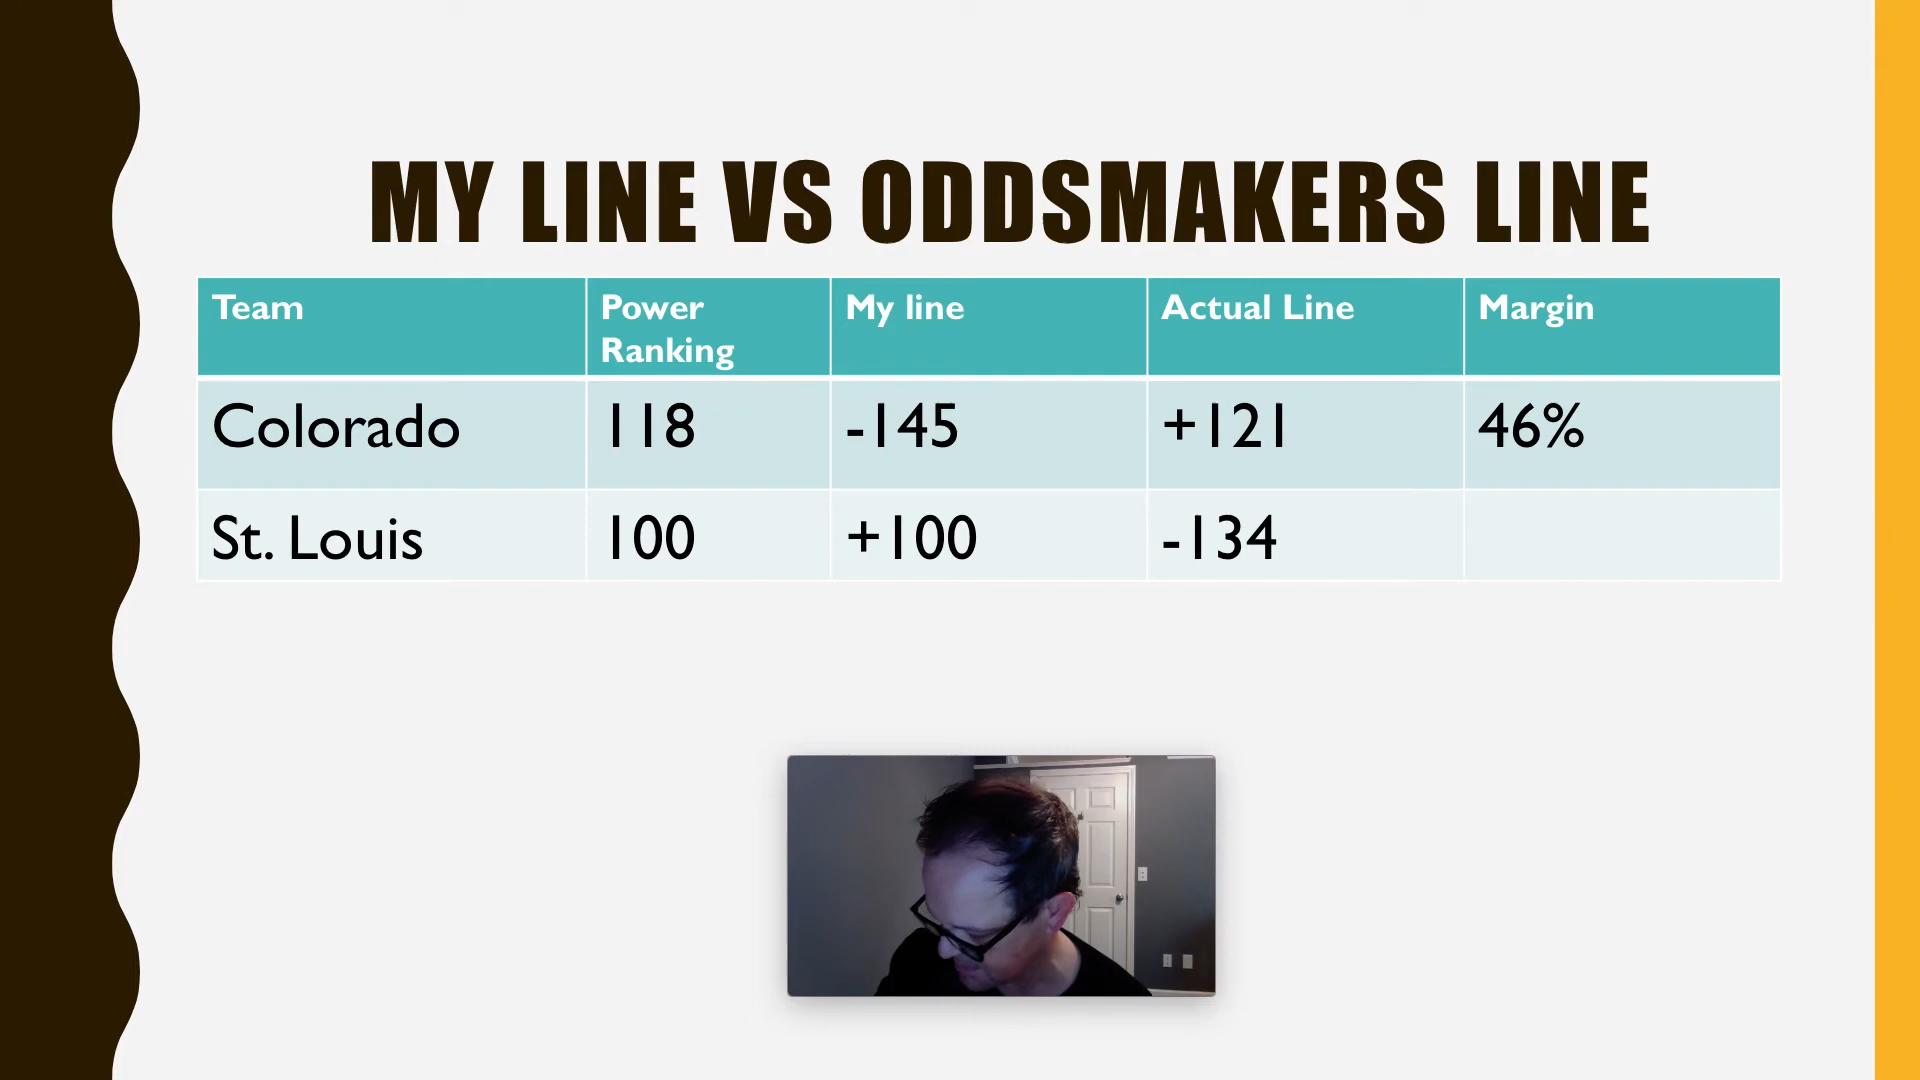 MY LINE VS ODDSMAKERS LINE
Team Power Ranking My line Actual Line Margin
Colorado 118 -145 +121 46%
St. Louis 100 +100 -134